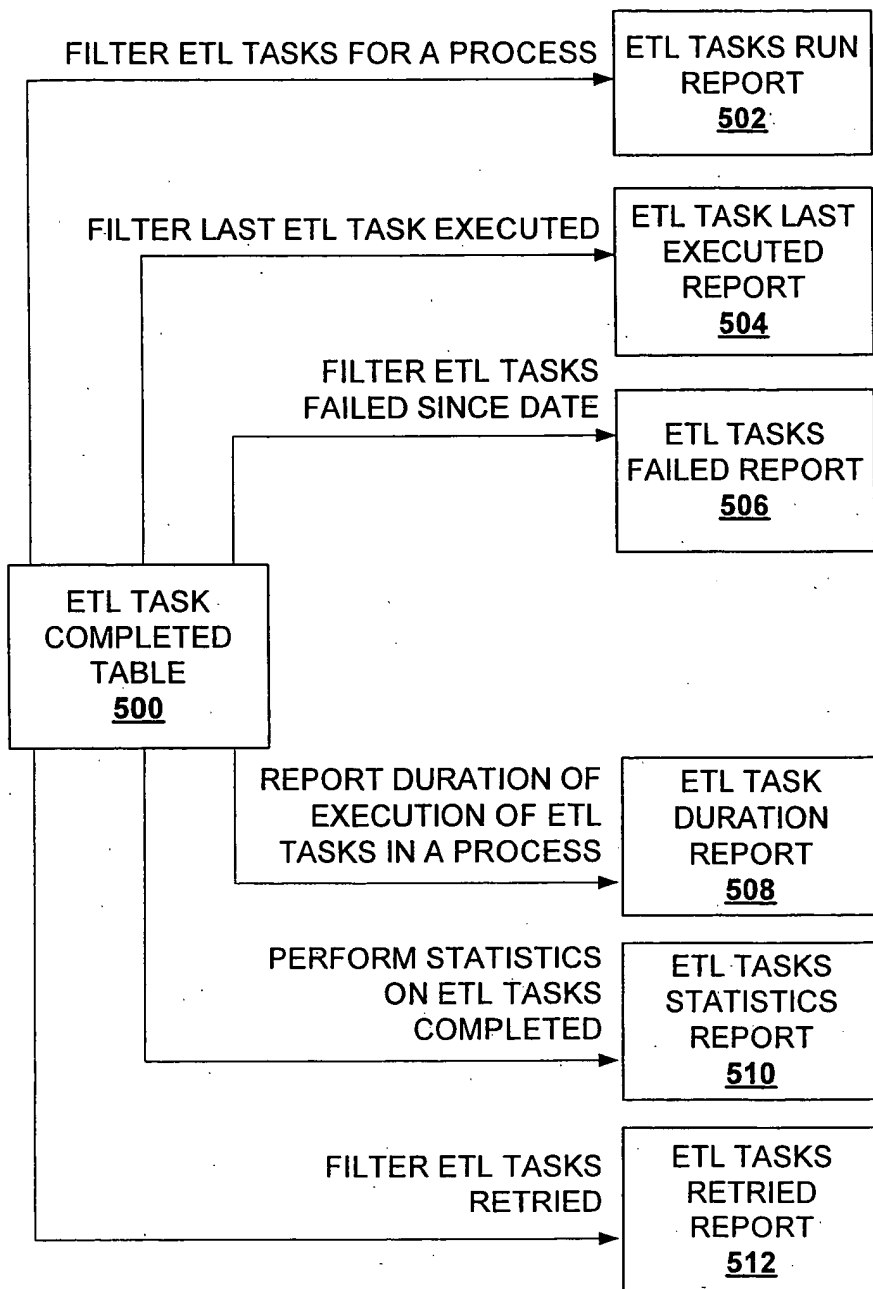 FILTER ETL TASKS FOR A PROCESS
ETL TASKS RUN
REPORT
502
FILTER LAST ETL TASK EXECUTED
ETL TASK LAST
EXECUTED
REPORT
504
FILTER ETL TASKS
FAILED SINCE DATE
ETL TASKS
FAILED REPORT
506
ETL TASK
COMPLETED
TABLE
500
REPORT DURATION OF
EXECUTION OF ETL
TASKS IN A PROCESS
ETL TASK
DURATION
REPORT
508
PERFORM STATISTICS
ON ETL TASKS
COMPLETED
ETL TASKS
STATISTICS
REPORT
510
FILTER ETL TASKS
RETRIED
ETL TASKS
RETRIED
REPORT
512